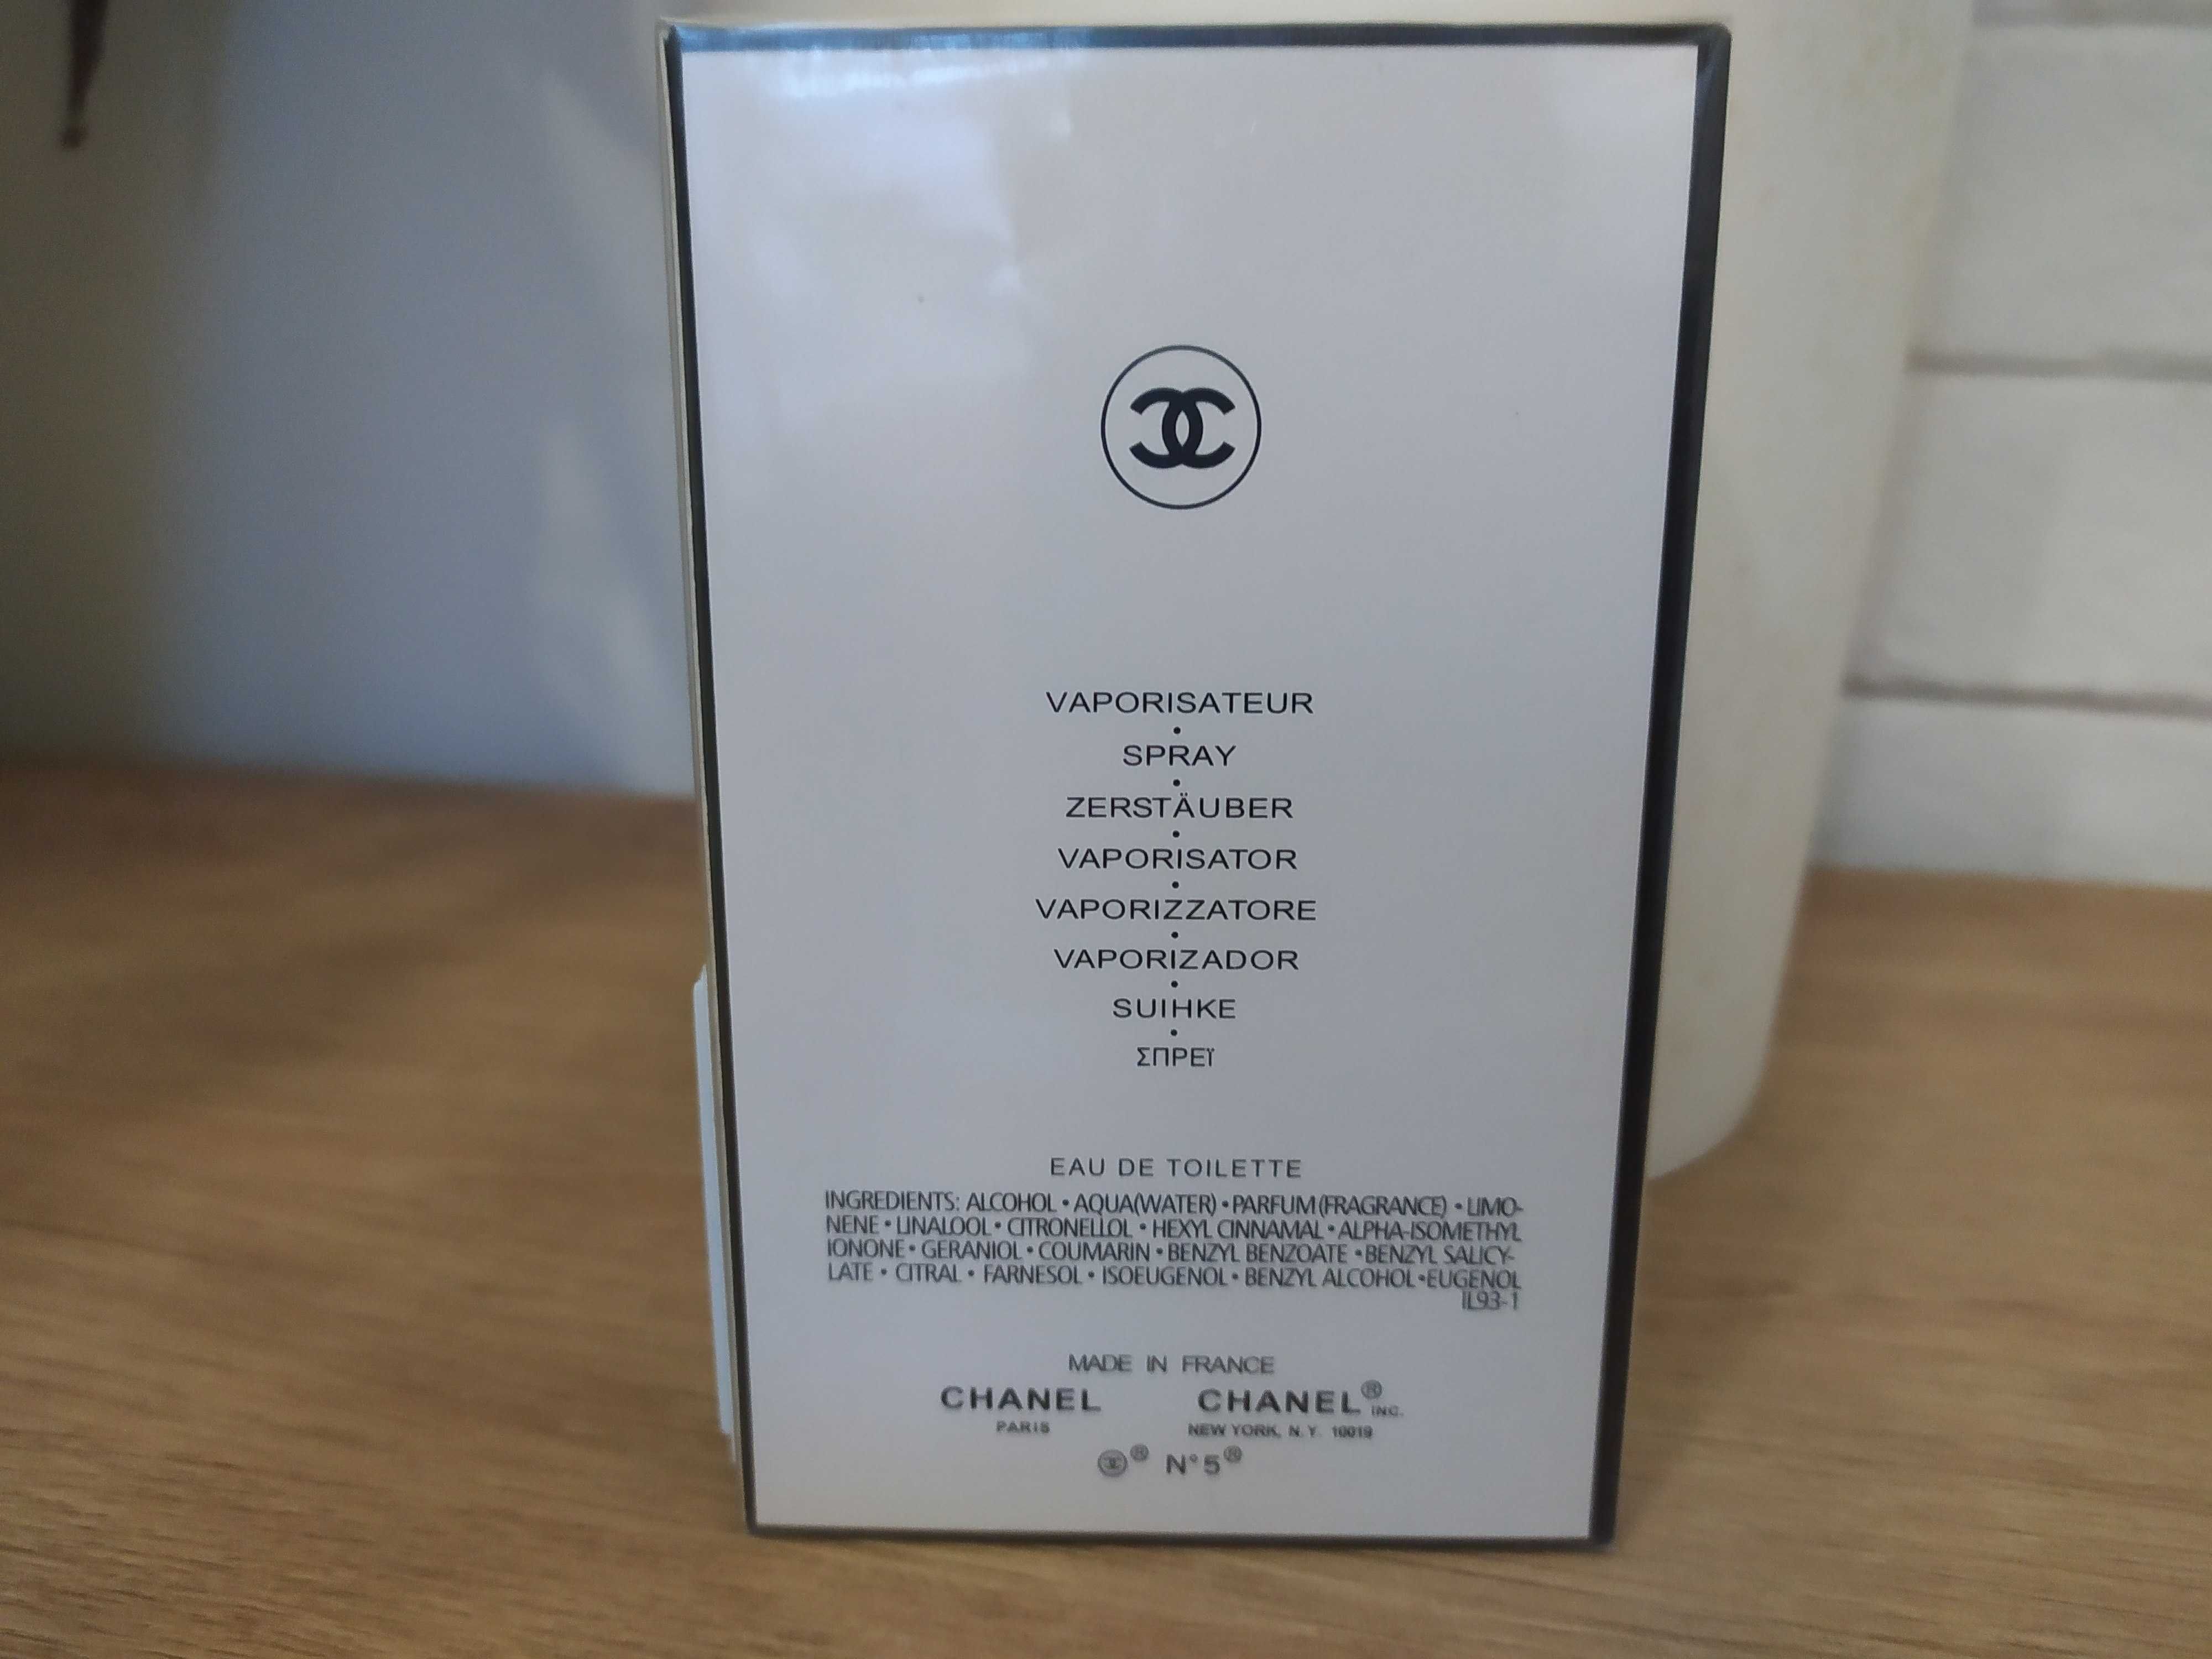 VAPORISATEUR
•
SPRAY
•
ZERSTÄUBER
•
VAPORISATOR
•
VAPORIZZATORE
•
VAPORIZADOR
•
SUIHKE
•
ΣΠΡΕΪ
EAU DE TOILETTE
INGREDIENTS: ALCOHOL • AQUA(WATER) • PARFUM(FRAGRANCE) • LIMO-
NENE • LINALOOL • CITRONELLOL • HEXYL CINNAMAL • ALPHA-ISOMETHYL
IONONE • GERANIOL • COUMARIN • BENZYL BENZOATE • BENZYL SALICY-
LATE • CITRAL • FARNESOL • ISOEUGENOL • BENZYL ALCOHOL •EUGENOL
IL93-1
MADE IN FRANCE
CHANEL CHANEL® INC.
PARIS NEW YORK, N.Y. 10019
® N°5®